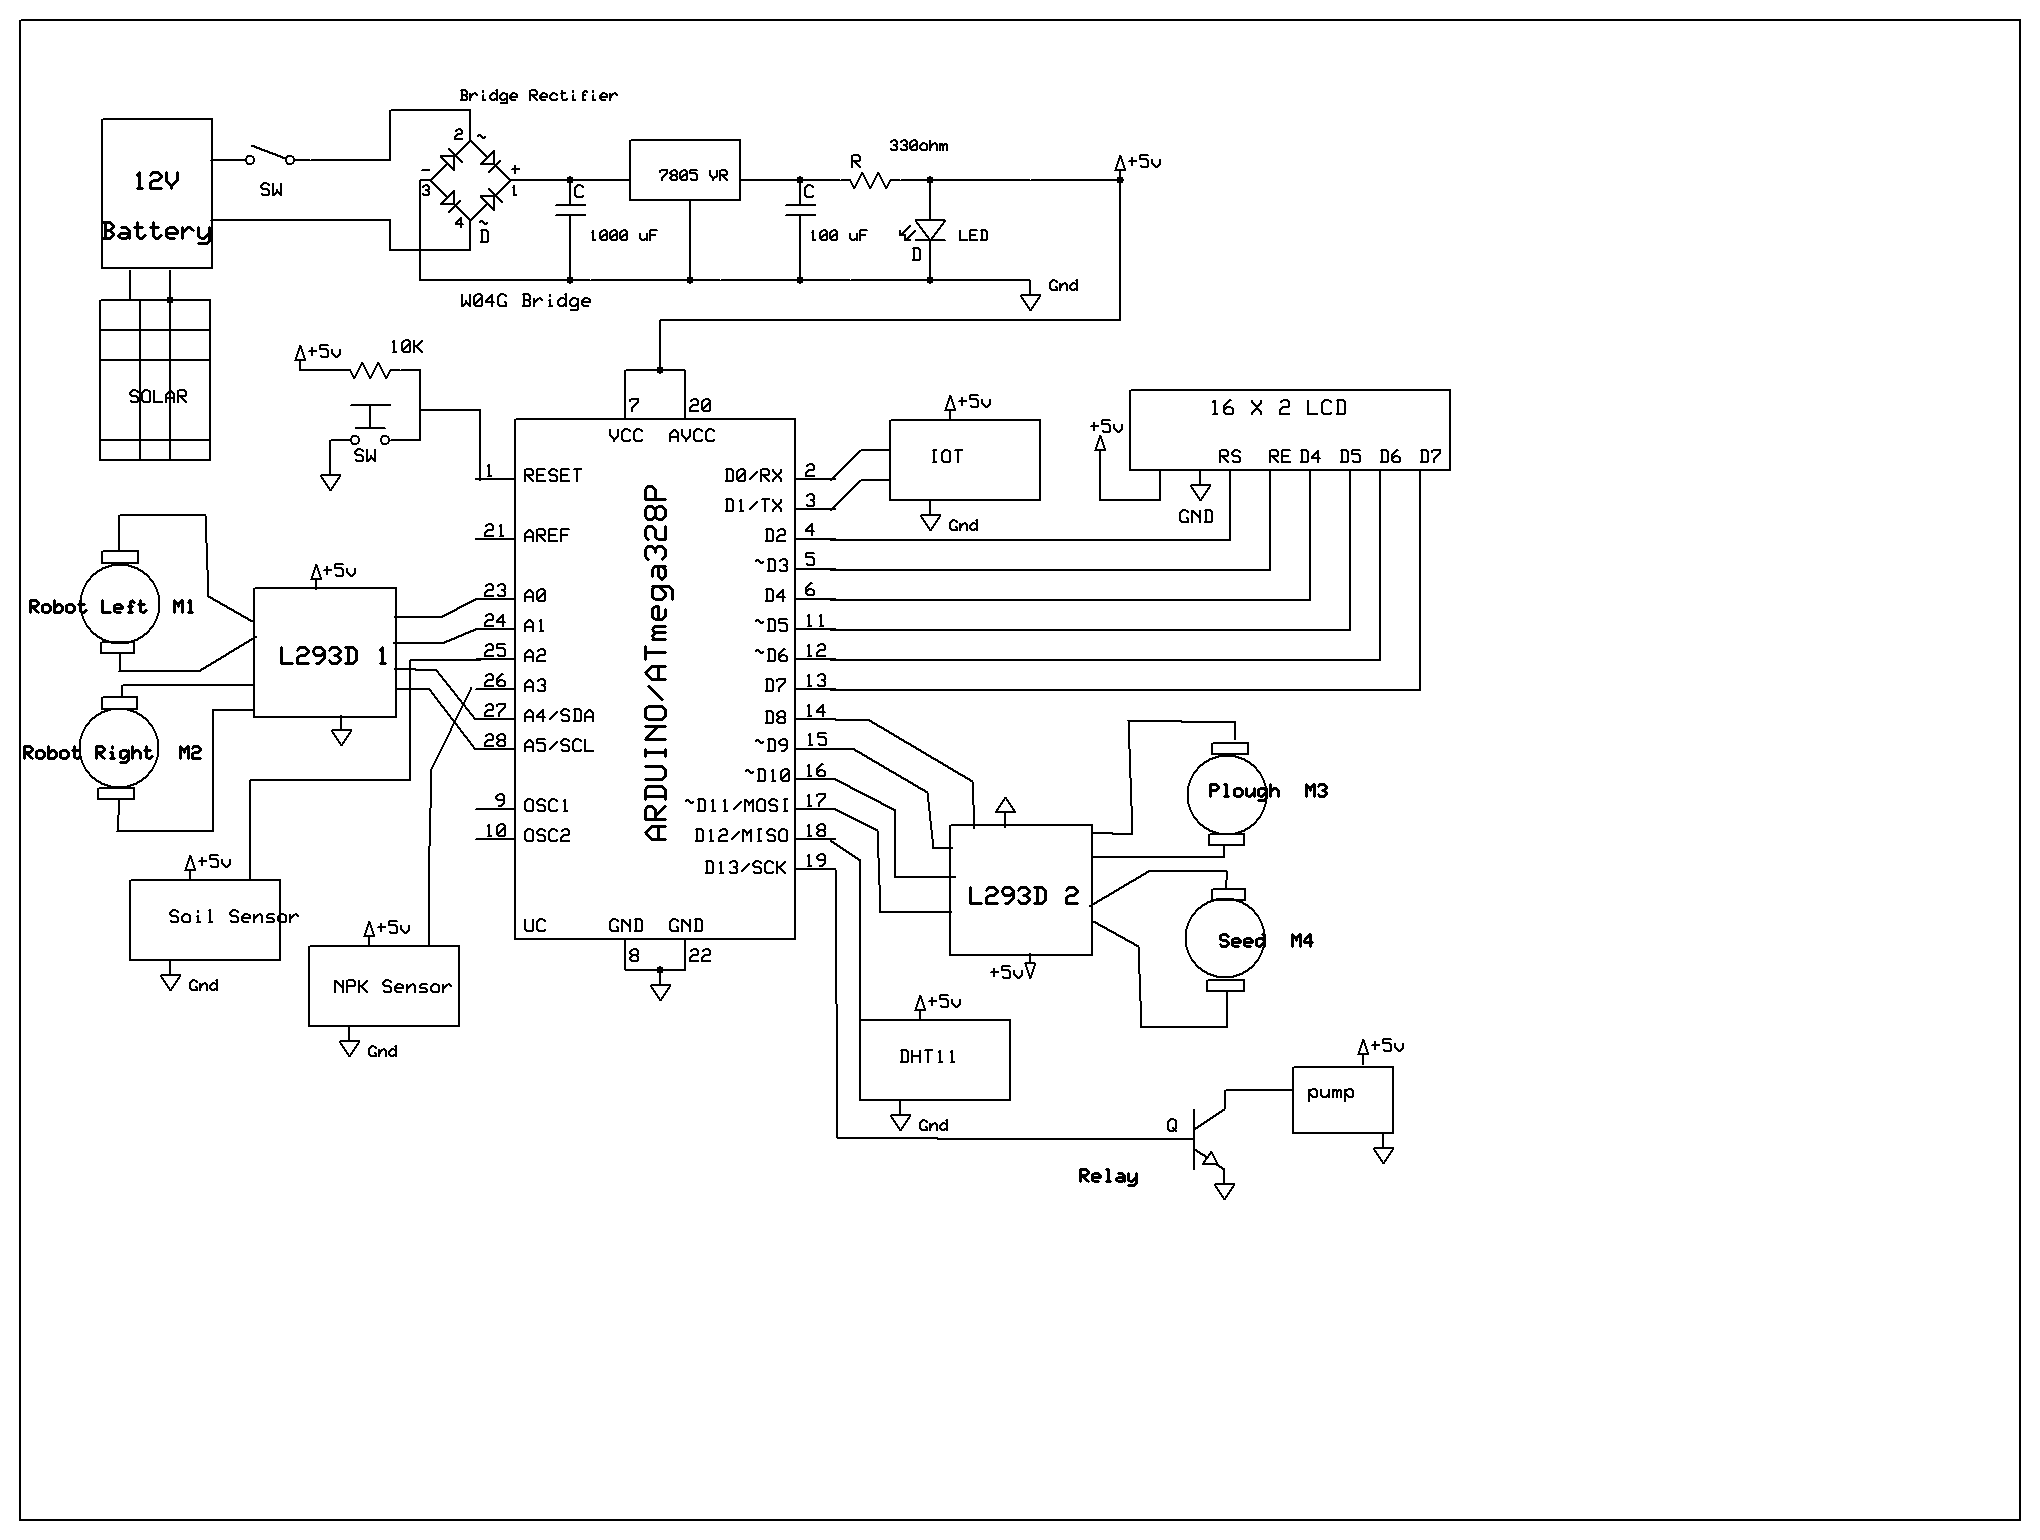 Bridge Rectifier
12V
Battery
SW
2 ~
- +
3 1
4 ~
D
C
1000 uF
7805 VR
C
100 uF
R
330ohm
LED
D
+5v
Gnd
W04G Bridge
SOLAR
+5v
10K
SW
7 20
VCC AVCC
1 RESET
21 AREF
23 A0
24 A1
25 A2
26 A3
27 A4/SDA
28 A5/SCL
9 OSC1
10 OSC2
UC
GND GND
8 22
ARDUINO/ATmega328P
D0/RX 2
D1/TX 3
D2 4
~D3 5
D4 6
~D5 11
~D6 12
D7 13
D8 14
~D9 15
~D10 16
~D11/MOSI 17
D12/MISO 18
D13/SCK 19
+5v
IOT
Gnd
16 X 2 LCD
+5v
RS RE D4 D5 D6 D7
GND
Robot Left M1
+5v
L293D 1
Robot Right M2
+5v
Soil Sensor
Gnd
+5v
NPK Sensor
Gnd
Plough M3
L293D 2
+5v
Seed M4
+5v
DHT11
Gnd
+5v
pump
Q
Relay